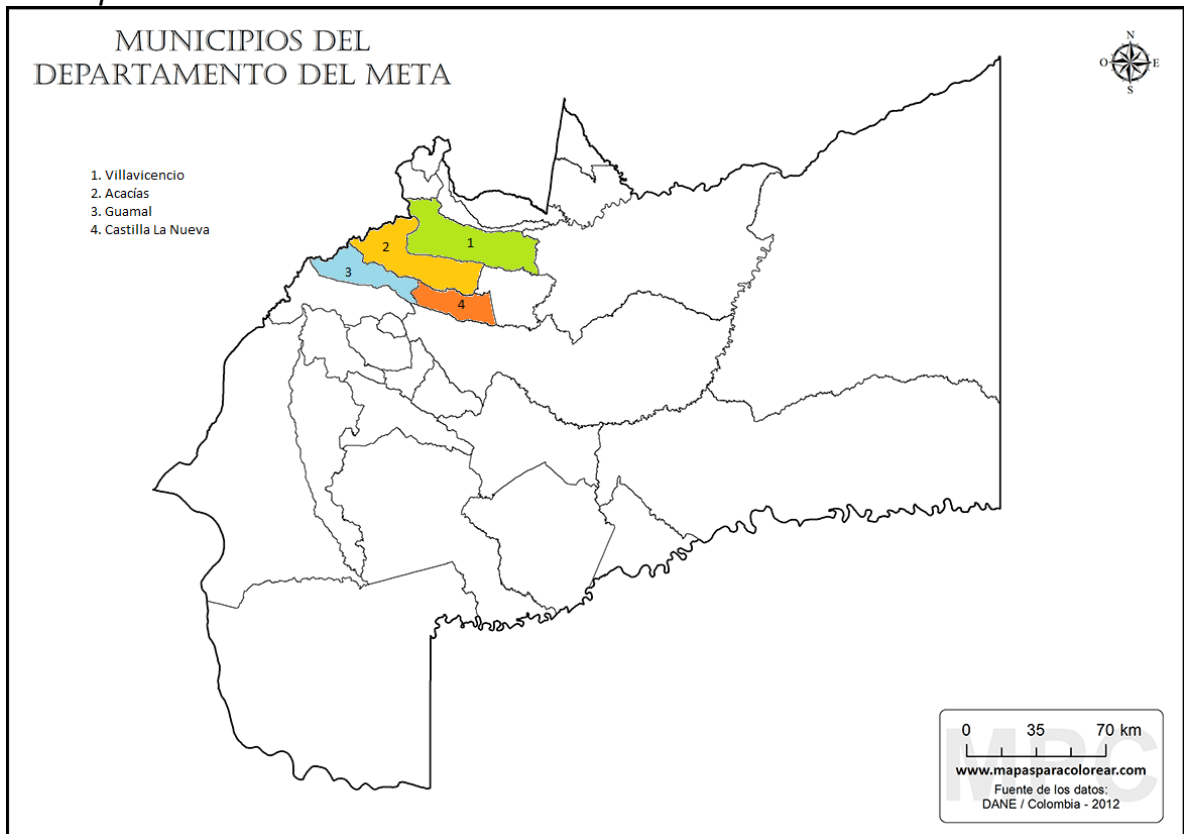 MUNICIPIOS DEL
DEPARTAMENTO DEL META
N
O
E
S
1. Villavicencio
2. Acacías
3. Guamal
4. Castilla La Nueva
1
2
3
4
0 35 70 km
MPC
www.mapasparacolorear.com
Fuente de los datos:
DANE / Colombia - 2012